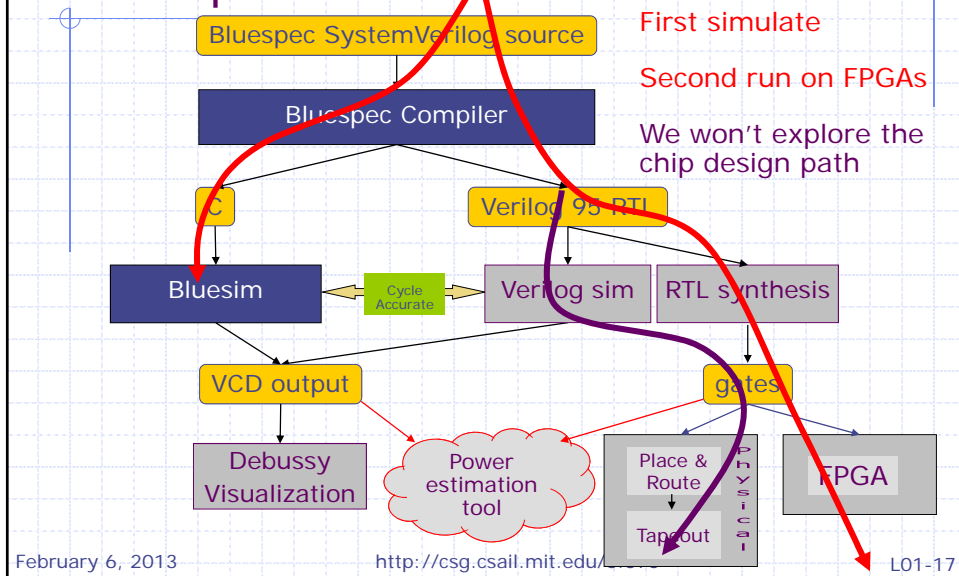 Bluespec SystemVerilog source
First simulate
Second run on FPGAs
We won't explore the
chip design path
Bluespec Compiler
C
Verilog 95 RTL
Bluesim
Cycle
Accurate
Verilog sim
RTL synthesis
VCD output
gates
Debussy
Visualization
Power
estimation
tool
Place &
Route
Tapeout
physical
FPGA
February 6, 2013
http://csg.csail.mit.edu/
L01-17